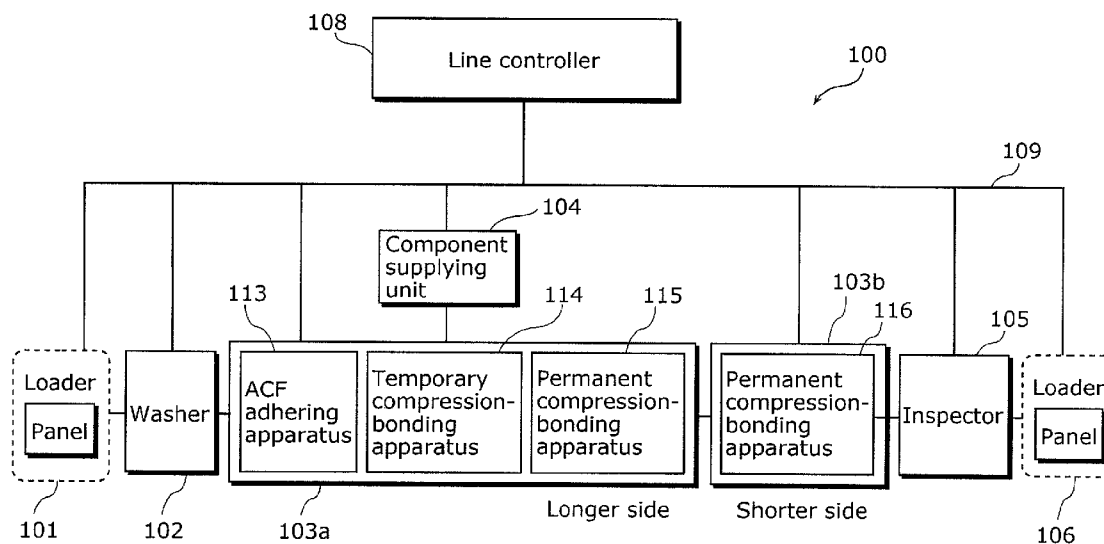 108
Line controller
100
109
104
Component
supplying
unit
113
114
115
103b
116
105
Loader
Panel
Washer
ACF
adhering
apparatus
Temporary
compression-
bonding
apparatus
Permanent
compression-
bonding
apparatus
Permanent
compression-
bonding
apparatus
Inspector
Loader
Panel
101
102
103a
Longer side
Shorter side
106